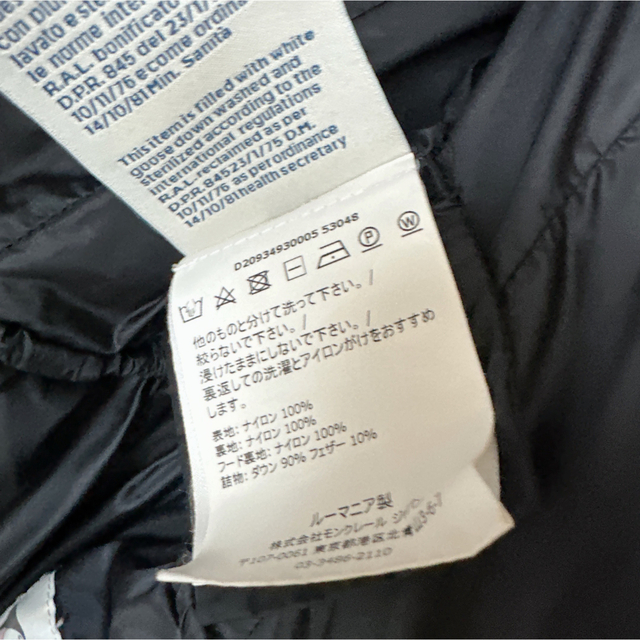 con blu
lavato e ste
le norme inter
R.A.L. bonificato
D.P.R. 845 del 23/1/
10/11/76 e come ordine
14/10/81 Min. Sanità
This item is filled with white
goose down washed and
sterilized according to the
international regulations
R.A.L. reclaimed as per
D.P.R. 84523/1/75 D.M.
10/11/76 as per ordinance
14/10/81 health secretary
D20934930005 53048
P W
他のものと分けて洗って下さい。/
絞らないで下さい。/
浸けたままにしないで下さい。/
裏返しての洗濯とアイロンがけをおすすめ
します。
表地: ナイロン 100%
裏地: ナイロン 100%
フード裏地: ナイロン 100%
詰物: ダウン 90% フェザー 10%
ルーマニア製
株式会社モンクレール
〒107-0061 東京都港区北
03-3486-2110